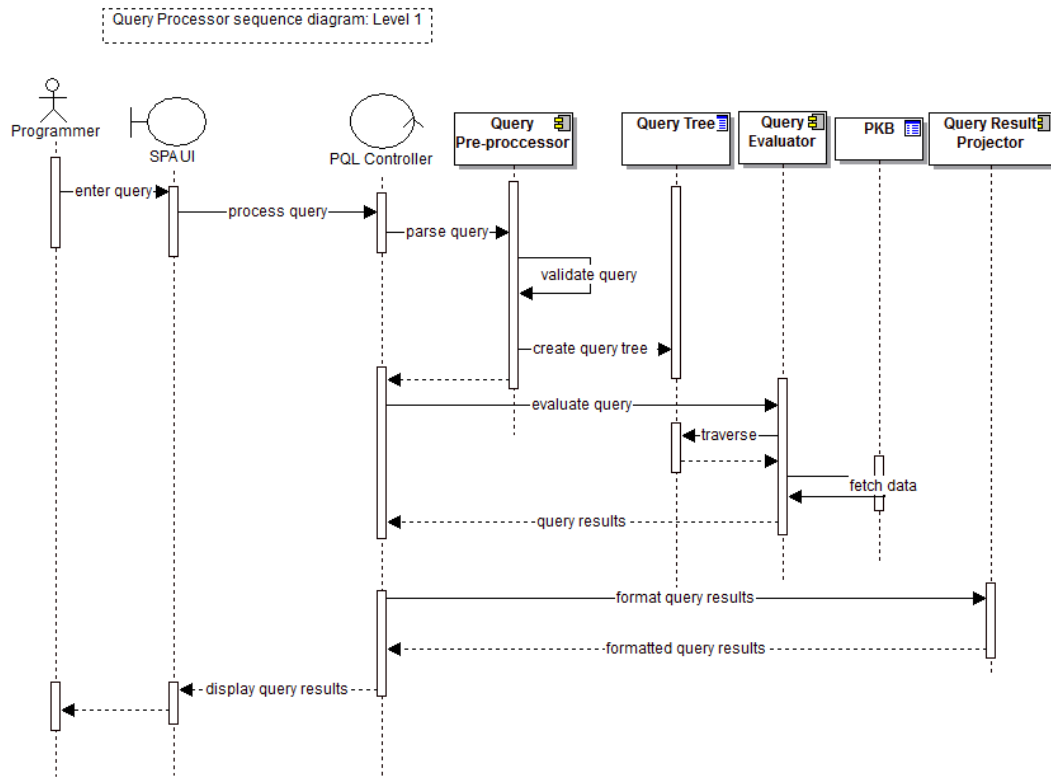 Query Processor sequence diagram: Level 1
Programmer
SPA UI
PQL Controller
Query
Pre-proccessor
Query Tree
Query
Evaluator
PKB
Query Result
Projector
enter query
process query
parse query
validate query
create query tree
evaluate query
traverse
fetch data
query results
format query results
formatted query results
display query results